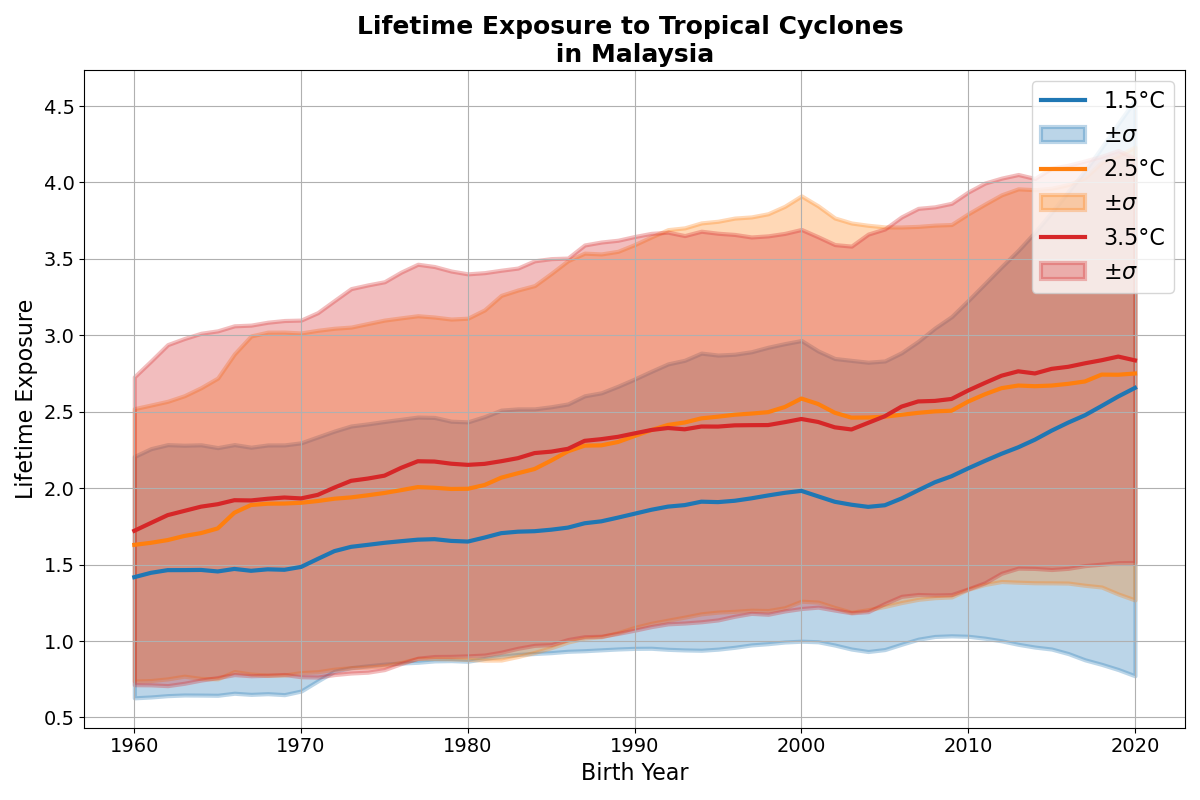 Lifetime Exposure to Tropical Cyclones
in Malaysia
1.5°C
±σ
2.5°C
±σ
3.5°C
±σ
4.5
4.0
3.5
3.0
2.5
2.0
1.5
1.0
0.5
Lifetime Exposure
1960 1970 1980 1990 2000 2010 2020
Birth Year